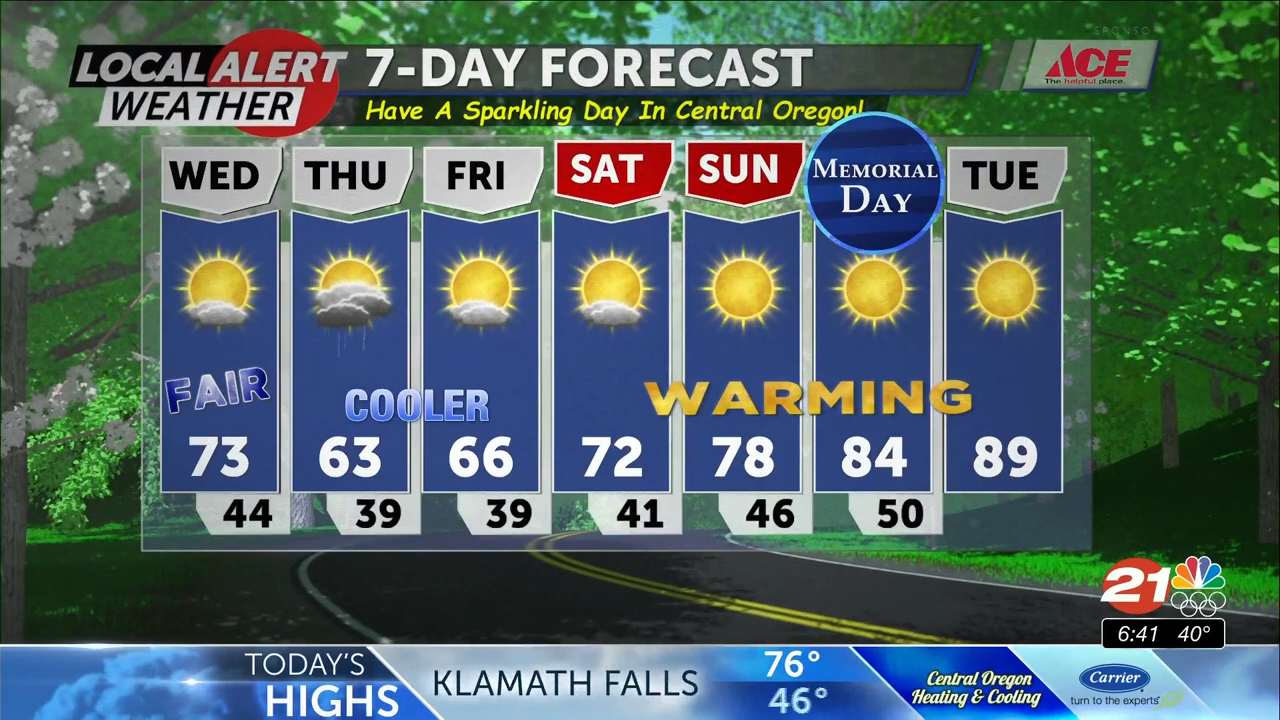 SPONSO
LOCAL ALERT
WEATHER
7-DAY FORECAST
Have A Sparkling Day In Central Oregon!
ACE
The helpful place.
WED THU FRI SAT SUN MEMORIAL DAY TUE
FAIR COOLER WARMING
73 63 66 72 78 84 89
44 39 39 41 46 50
21
6:41 40°
TODAY'S
HIGHS
KLAMATH FALLS
76°
46°
Central Oregon
Heating & Cooling
Carrier
turn to the experts